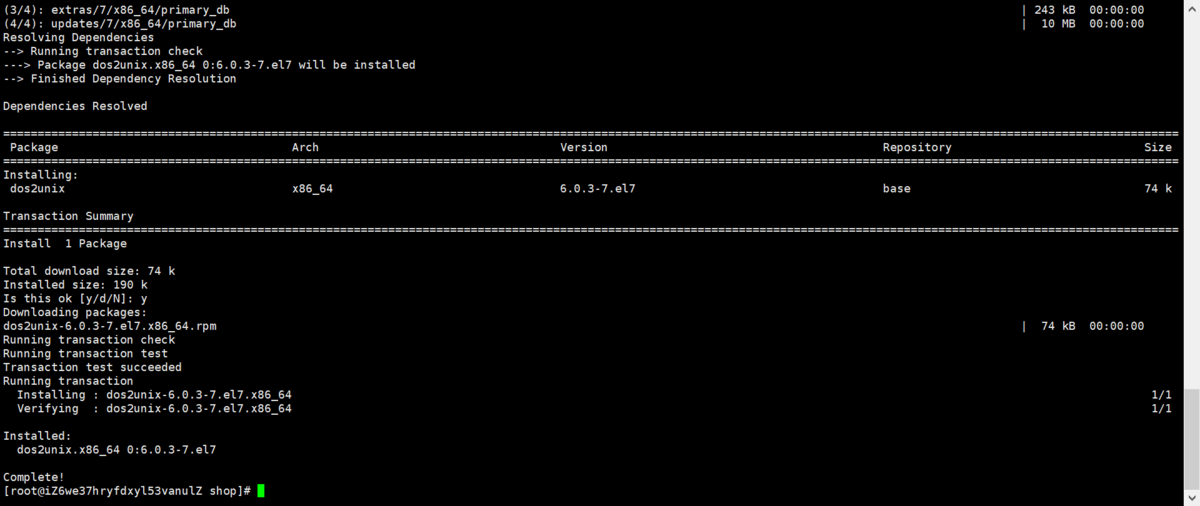 (3/4): extras/7/x86_64/primary_db | 243 kB 00:00:00
(4/4): updates/7/x86_64/primary_db | 10 MB 00:00:00
Resolving Dependencies
--> Running transaction check
---> Package dos2unix.x86_64 0:6.0.3-7.el7 will be installed
--> Finished Dependency Resolution
Dependencies Resolved
================================================================================
Package Arch Version Repository Size
================================================================================
Installing:
dos2unix x86_64 6.0.3-7.el7 base 74 k
Transaction Summary
================================================================================
Install 1 Package
Total download size: 74 k
Installed size: 190 k
Is this ok [y/d/N]: y
Downloading packages:
dos2unix-6.0.3-7.el7.x86_64.rpm | 74 kB 00:00:00
Running transaction check
Running transaction test
Transaction test succeeded
Running transaction
Installing : dos2unix-6.0.3-7.el7.x86_64 1/1
Verifying : dos2unix-6.0.3-7.el7.x86_64 1/1
Installed:
dos2unix.x86_64 0:6.0.3-7.el7
Complete!
[root@iZ6we37hryfdxyl53vanulZ shop]#